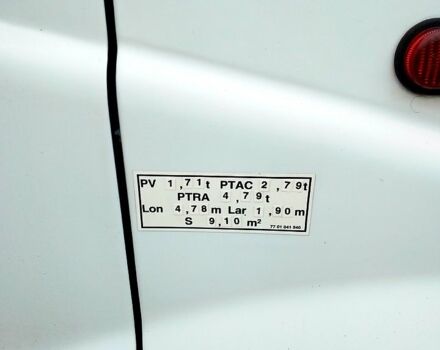 PV 1,71t PTAC 2,79t
PTRA 4,79t
Lon 4,78m Lar 1,90m
S 9,10 m² 77 01 041 940